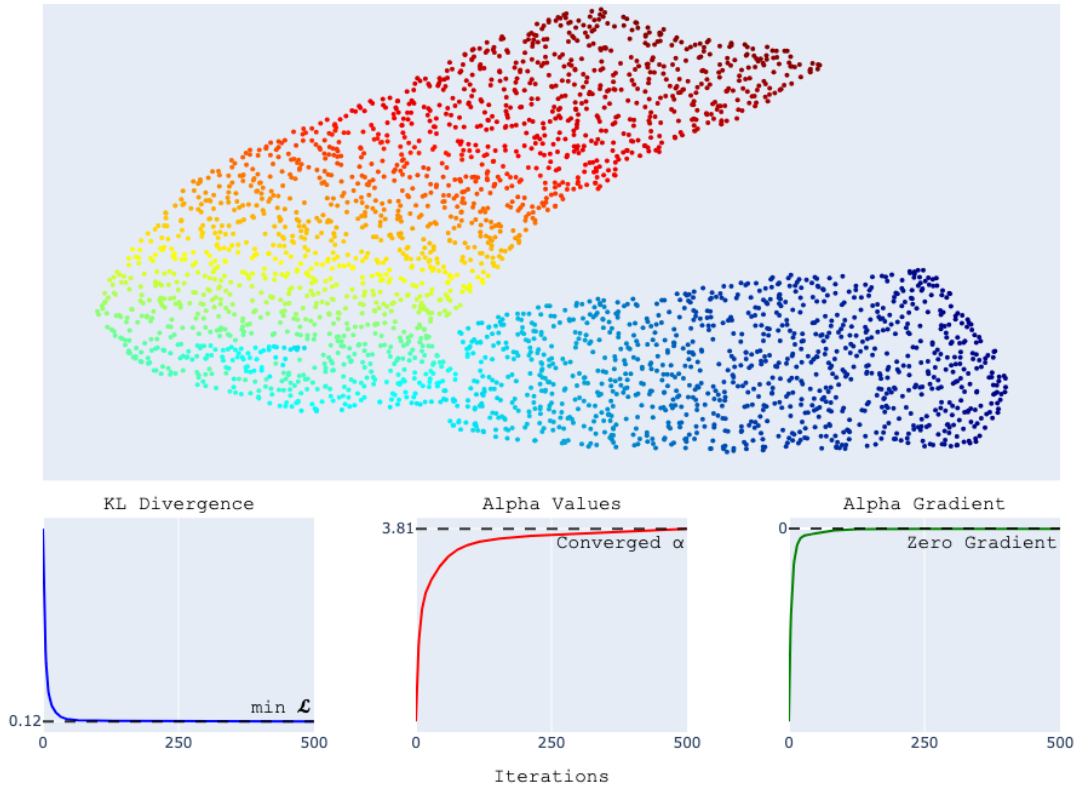 KL Divergence
Alpha Values
Alpha Gradient
3.81
Converged α
0
Zero Gradient
0.12
min ℒ
0
250
500
0
250
500
0
250
500
Iterations